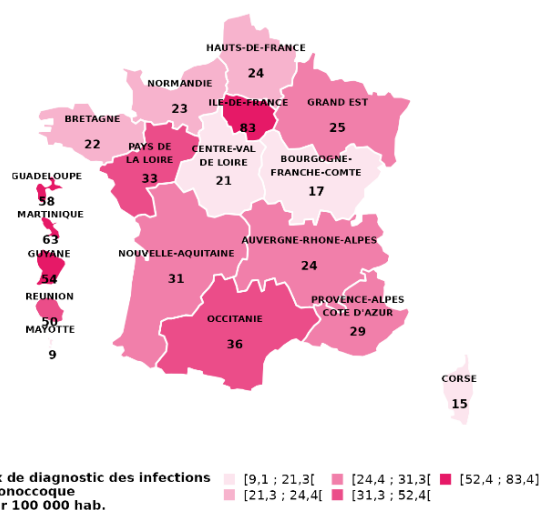 HAUTS-DE-FRANCE
24
NORMANDIE
23
ILE-DE-FRANCE
83
GRAND EST
25
BRETAGNE
22
PAYS DE
LA LOIRE
33
CENTRE-VAL
DE LOIRE
21
BOURGOGNE-
FRANCHE-COMTE
17
GUADELOUPE
58
MARTINIQUE
63
GUYANE
54
REUNION
50
MAYOTTE
9
NOUVELLE-AQUITAINE
31
AUVERGNE-RHONE-ALPES
24
OCCITANIE
36
PROVENCE-ALPES
COTE D'AZUR
29
CORSE
15
x de diagnostic des infections
onoccoque
r 100 000 hab.
[9,1 ; 21,3[
[21,3 ; 24,4[
[24,4 ; 31,3[
[31,3 ; 52,4[
[52,4 ; 83,4]